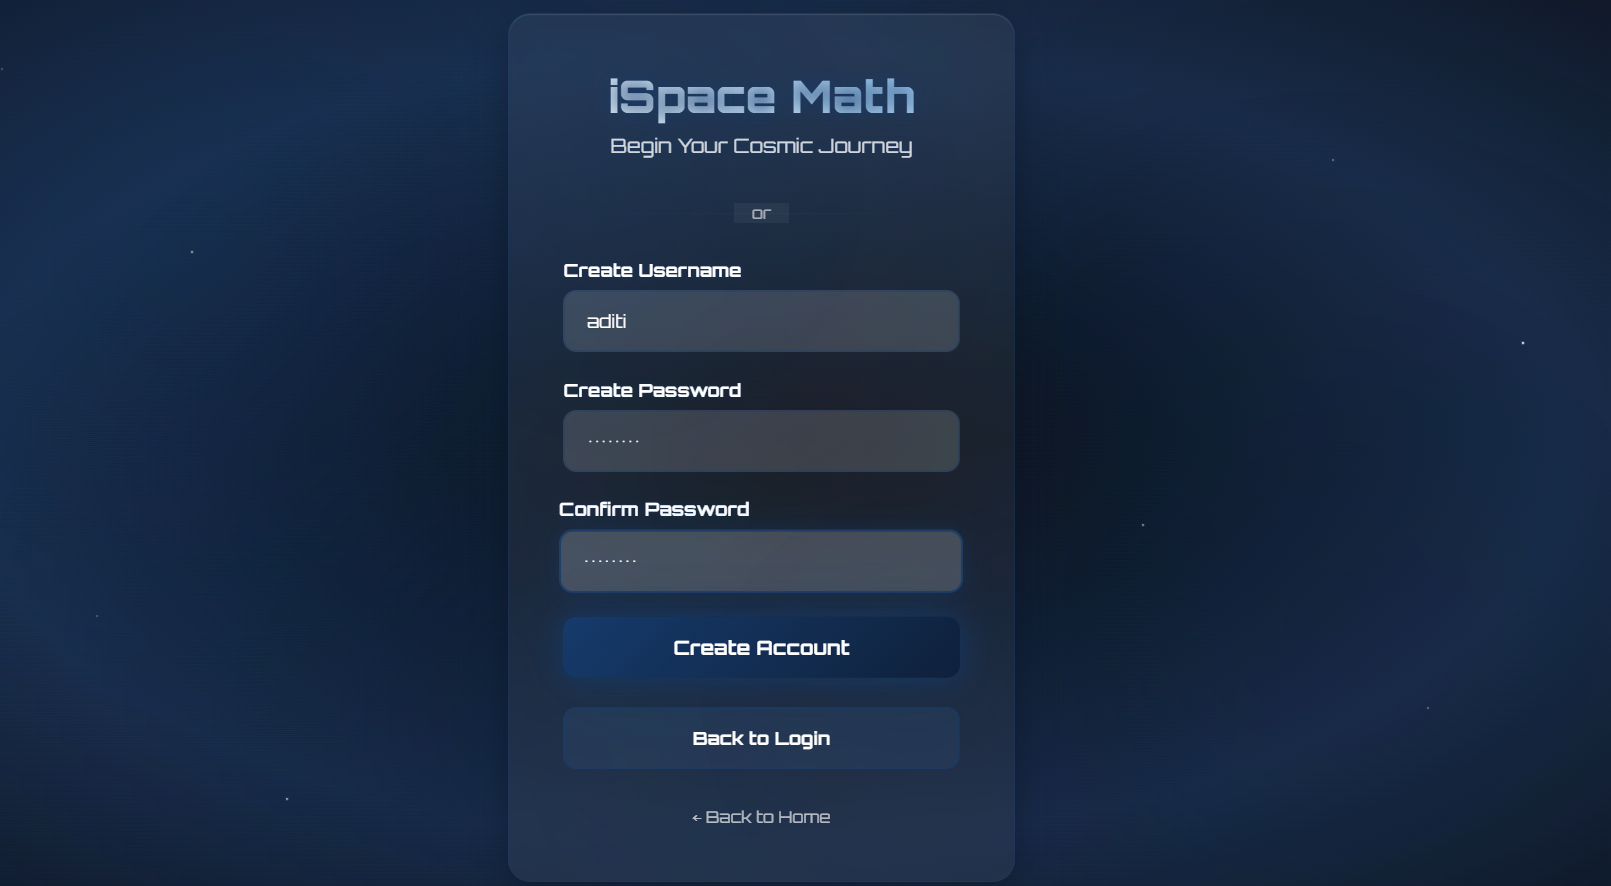 iSpace Math
Begin Your Cosmic Journey
or
Create Username
aditi
Create Password
········
Confirm Password
········
Create Account
Back to Login
← Back to Home